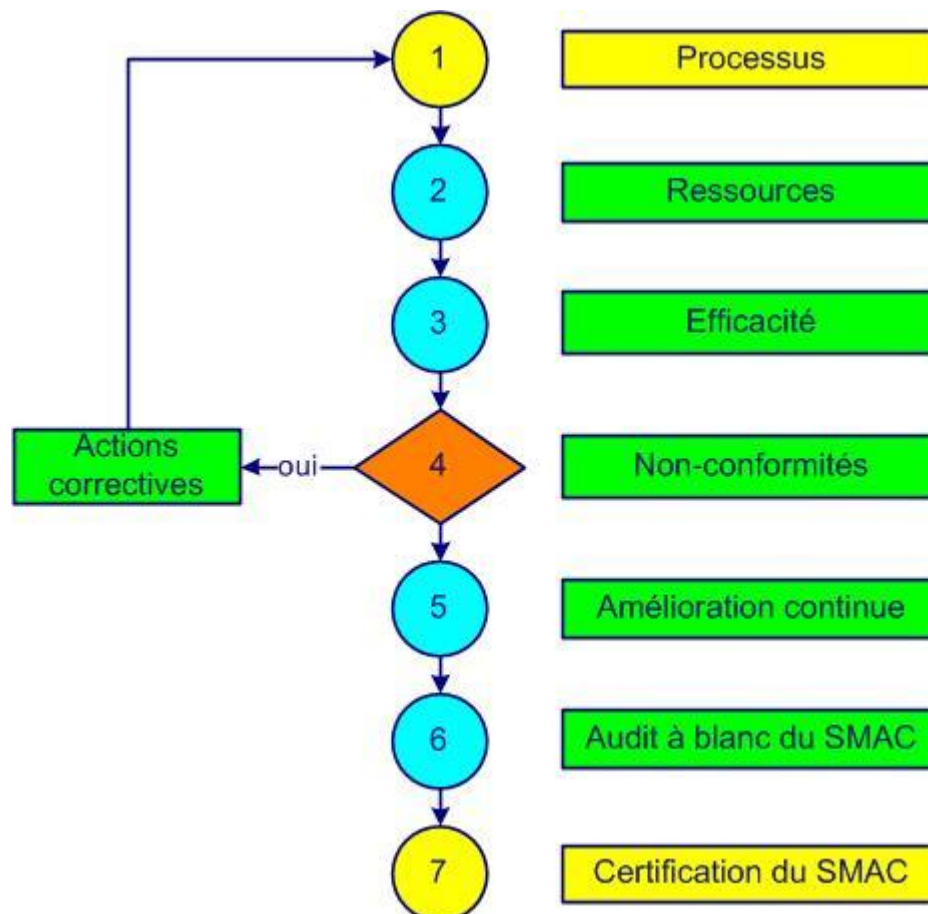 1
Processus
2
Ressources
3
Efficacité
Actions
correctives
oui
4
Non-conformités
5
Amélioration continue
6
Audit à blanc du SMAC
7
Certification du SMAC